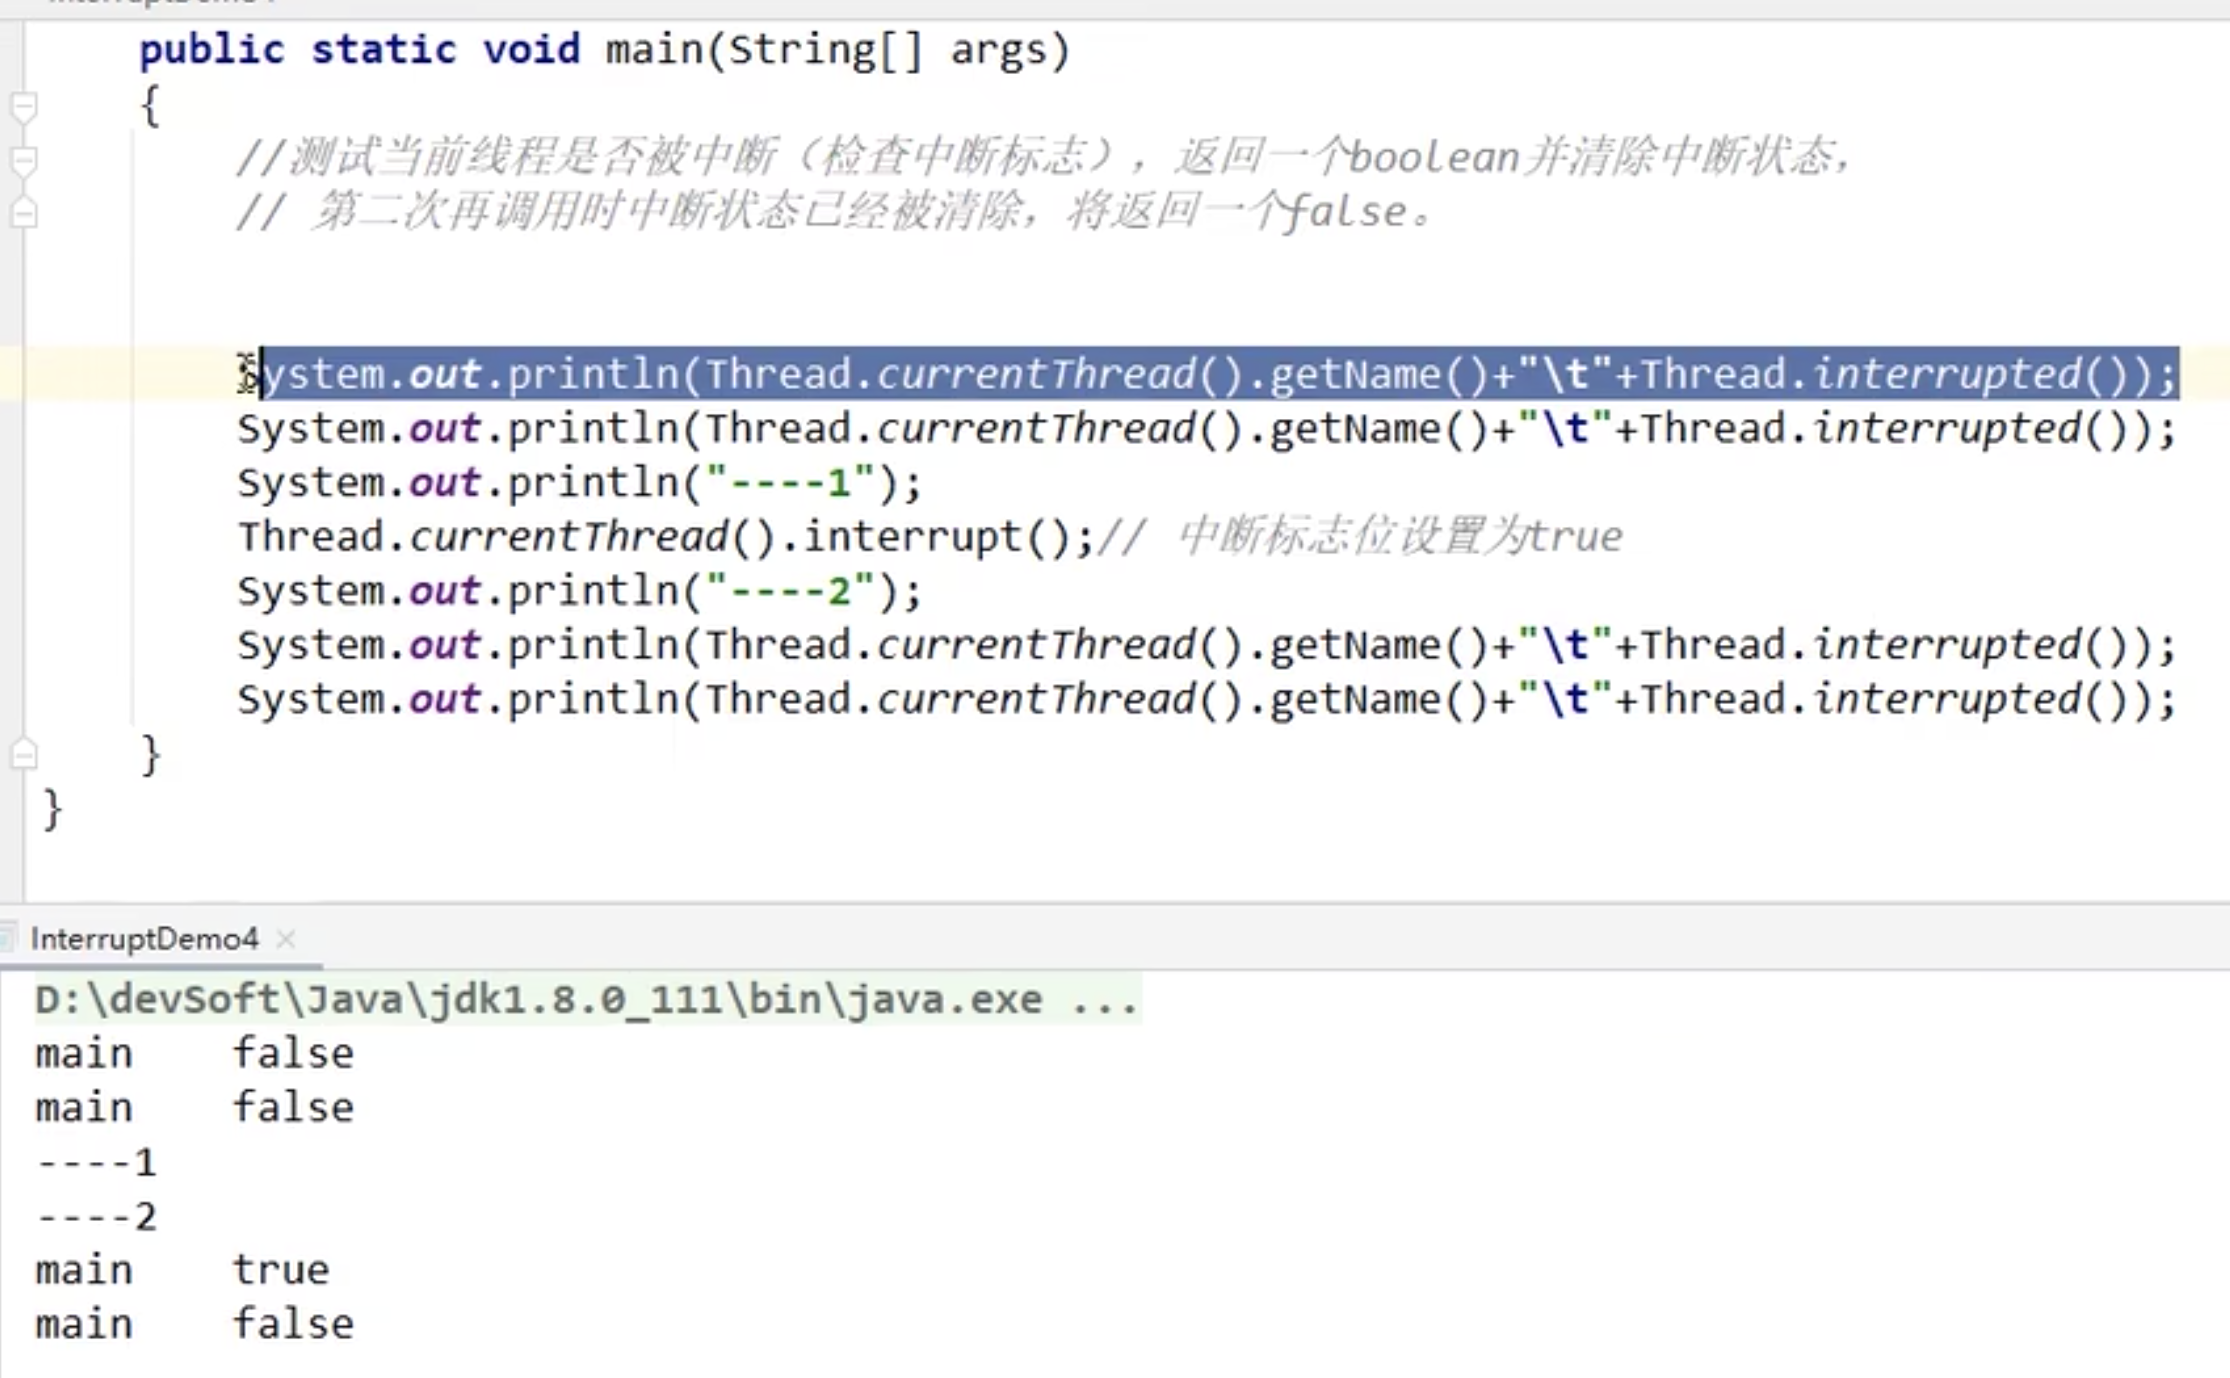 public static void main(String[] args)
{
//测试当前线程是否被中断（检查中断标志），返回一个boolean并清除中断状态，
// 第二次再调用时中断状态已经被清除，将返回一个false。
System.out.println(Thread.currentThread().getName()+"\t"+Thread.interrupted());
System.out.println(Thread.currentThread().getName()+"\t"+Thread.interrupted());
System.out.println("----1");
Thread.currentThread().interrupt();// 中断标志位设置为true
System.out.println("----2");
System.out.println(Thread.currentThread().getName()+"\t"+Thread.interrupted());
System.out.println(Thread.currentThread().getName()+"\t"+Thread.interrupted());
}
}
InterruptDemo4
D:\devSoft\Java\jdk1.8.0_111\bin\java.exe ...
main false
main false
----1
----2
main true
main false